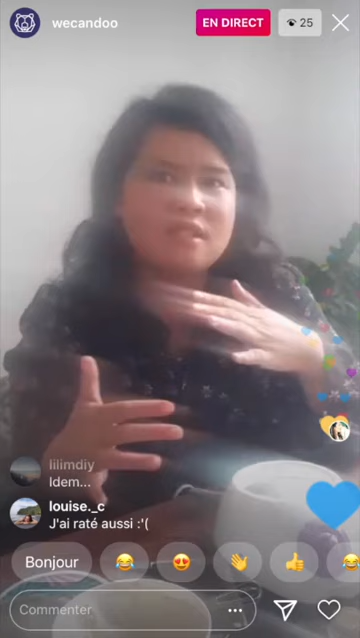 wecandoo
EN DIRECT
25
lilimdiy
Idem...
louise._c
J'ai raté aussi :'(
Bonjour
Commenter